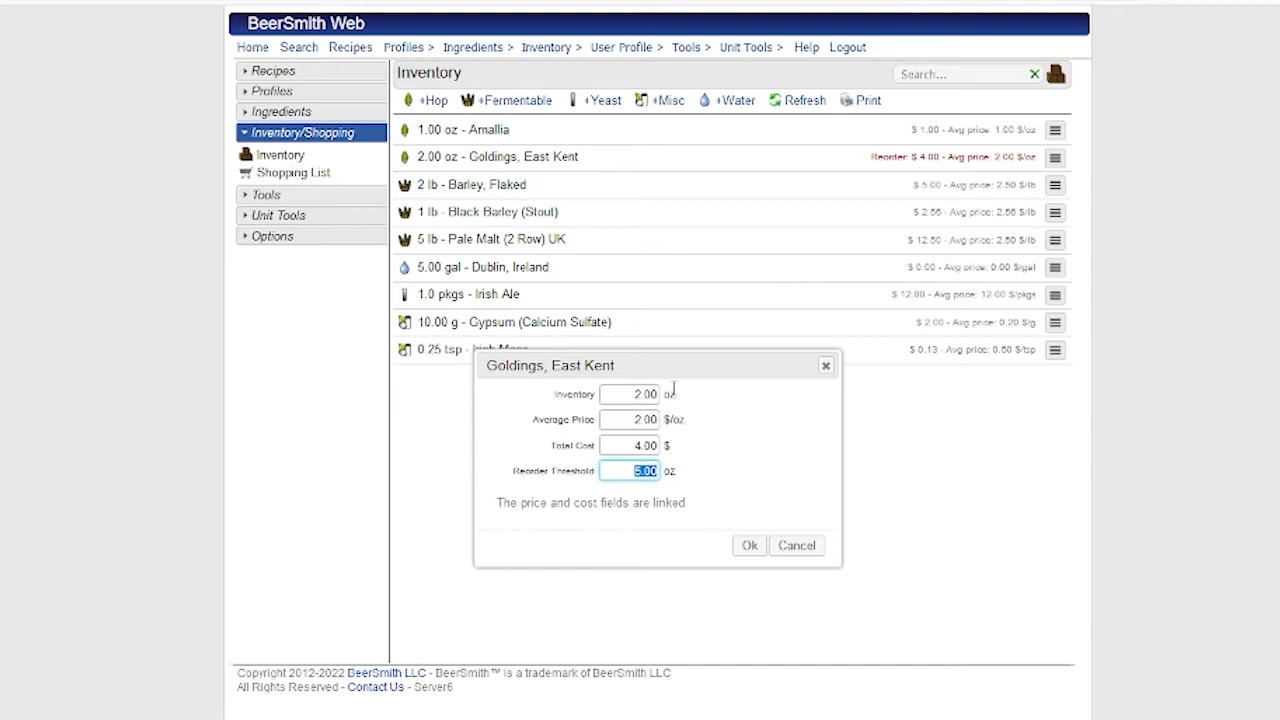 BeerSmith Web
Home Search Recipes Profiles > Ingredients > Inventory > User Profile > Tools > Unit Tools > Help Logout
Recipes
Profiles
Ingredients
Inventory/Shopping
Inventory
Shopping List
Tools
Unit Tools
Options
Inventory
Search...
+Hop +Fermentable +Yeast +Misc +Water Refresh Print
1.00 oz - Amallia $ 1.00 - Avg price: 1.00 $/oz
2.00 oz - Goldings, East Kent Reorder: $ 4.00 - Avg price: 2.00 $/oz
2 lb - Barley, Flaked $ 5.00 - Avg price: 2.50 $/lb
1 lb - Black Barley (Stout) $ 2.56 - Avg price: 2.56 $/lb
5 lb - Pale Malt (2 Row) UK $ 12.50 - Avg price: 2.50 $/lb
5.00 gal - Dublin, Ireland $ 0.00 - Avg price: 0.00 $/gal
1.0 pkgs - Irish Ale $ 12.00 - Avg price: 12.00 $/pkgs
10.00 g - Gypsum (Calcium Sulfate) $ 2.00 - Avg price: 0.20 $/g
0.25 tsp - Irish Moss $ 0.13 - Avg price: 0.50 $/tsp
Goldings, East Kent
Inventory 2.00 oz
Average Price 2.00 $/oz
Total Cost 4.00 $
Reorder Threshold 5.00 oz
The price and cost fields are linked
Ok Cancel
Copyright 2012-2022 BeerSmith LLC - BeerSmith™ is a trademark of BeerSmith LLC
All Rights Reserved - Contact Us - Server6